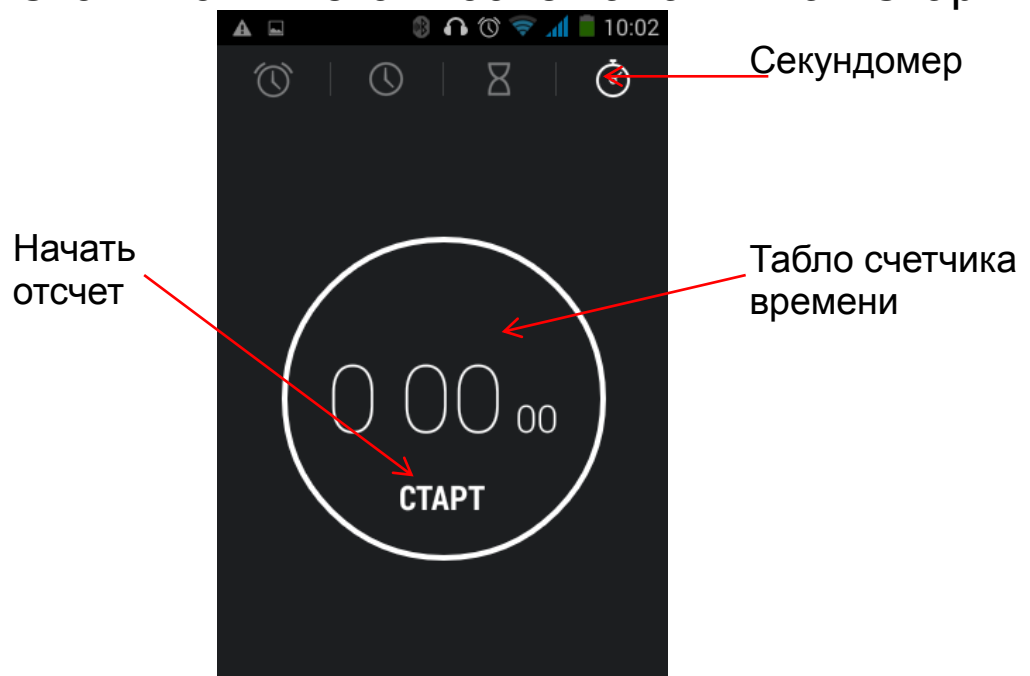 10:02
Секундомер
Начать
отсчет
Табло счетчика
времени
0 00 00
СТАРТ